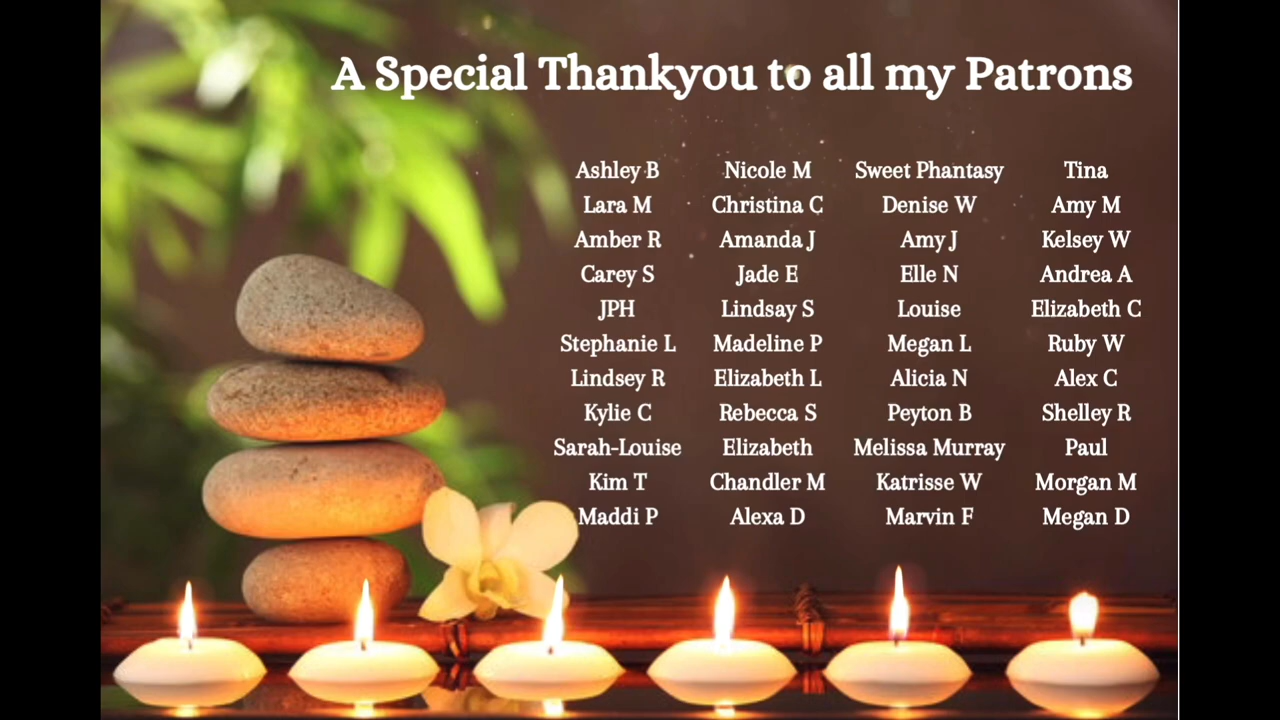 A Special Thankyou to all my Patrons
Ashley B Nicole M Sweet Phantasy Tina
Lara M Christina C Denise W Amy M
Amber R Amanda J Amy J Kelsey W
Carey S Jade E Elle N Andrea A
JPH Lindsay S Louise Elizabeth C
Stephanie L Madeline P Megan L Ruby W
Lindsey R Elizabeth L Alicia N Alex C
Kylie C Rebecca S Peyton B Shelley R
Sarah-Louise Elizabeth Melissa Murray Paul
Kim T Chandler M Katrisse W Morgan M
Maddi P Alexa D Marvin F Megan D